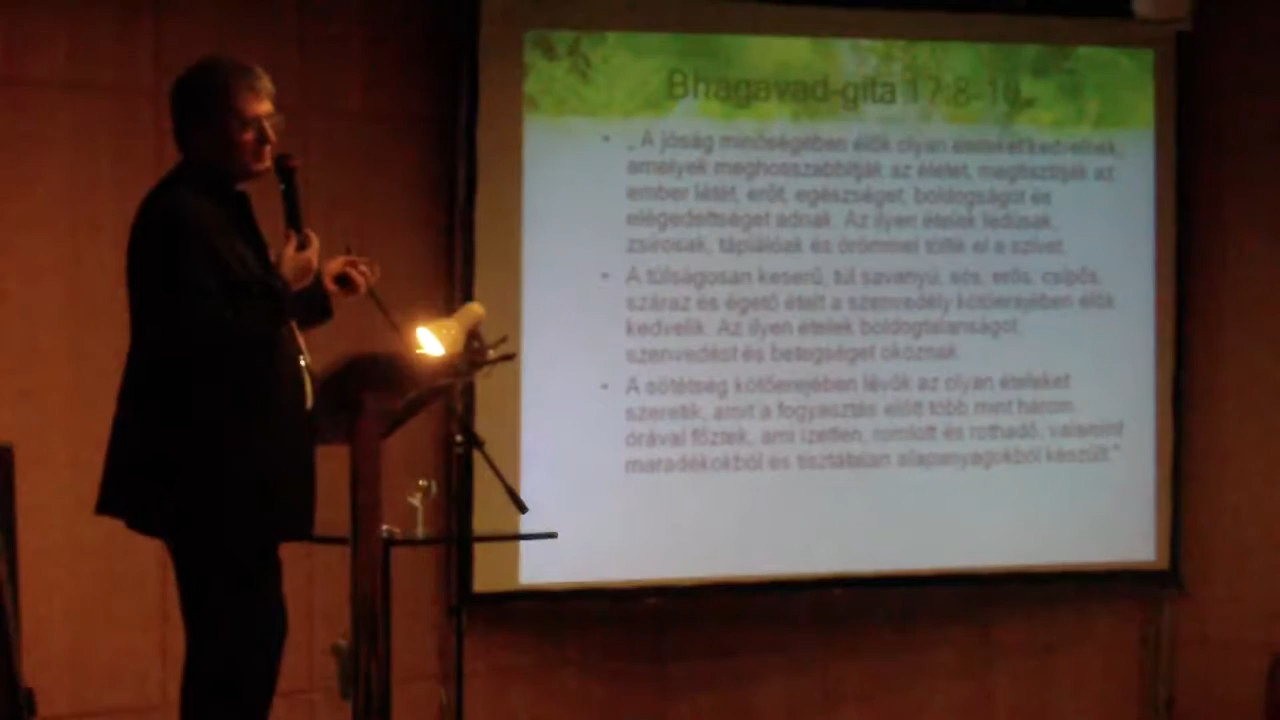 Bhagavad-gita 17:8-10
• „A jóság minőségében élők olyan ételeket kedvelnek,
amelyek meghosszabbítják az életet, megtisztítják az
ember létét, erőt, egészséget, boldogságot és
elégedettséget adnak. Az ilyen ételek lédúsak,
zsírosak, táplálóak és örömmel töltik el a szívet.
• A túlságosan keserű, túl savanyú, sós, erős, csípős,
száraz és égető ételt a szenvedély kötőerejében élők
kedvelik. Az ilyen ételek boldogtalanságot,
szenvedést és betegséget okoznak.
• A sötétség kötőerejében lévők az olyan ételeket
szeretik, amit a fogyasztás előtt több mint három
órával főztek, ami ízetlen, romlott és rothadó, valamint
maradékokból és tisztátalan alapanyagokból készült."